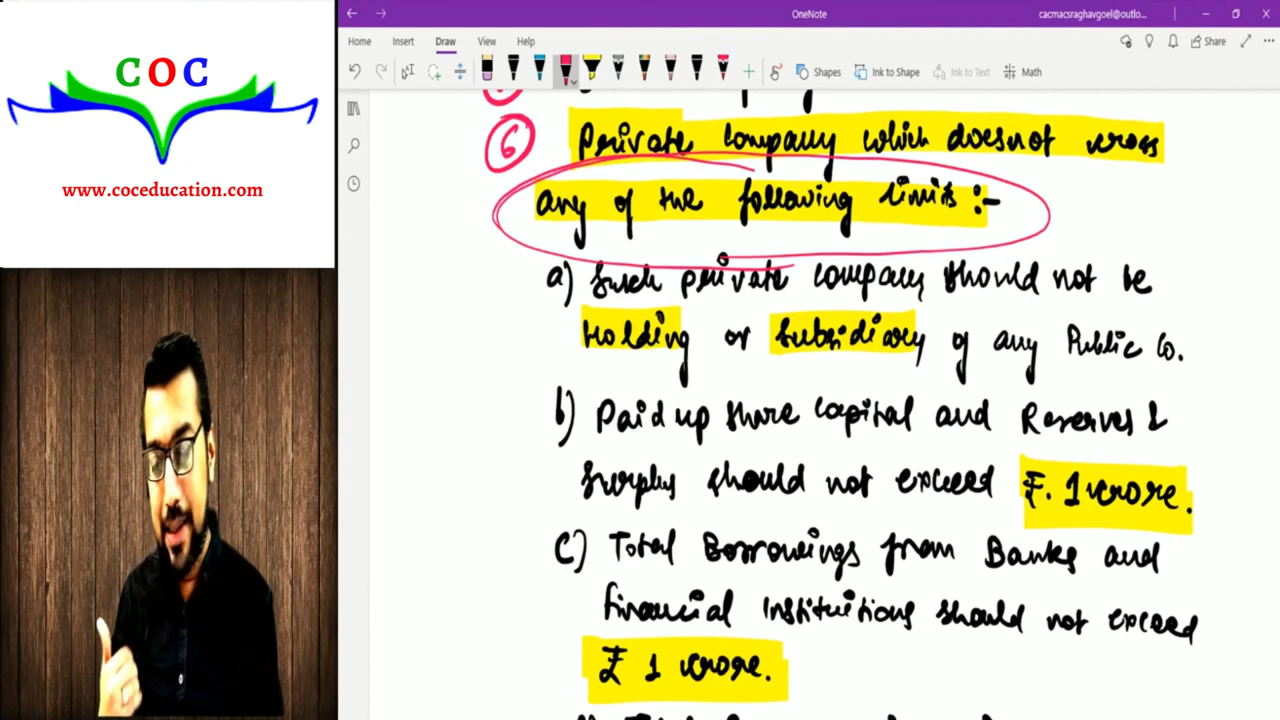 COC
www.coceducation.com
OneNote
cacmacsraghavgoel@outlo...
Home Insert Draw View Help
Share
Shapes
Ink to Shape
Ink to Text
Math
6
Private company which does not cross
any of the following limits:-
a) Such private company should not be
Holding or subsidiary of any Public Co.
b) Paid up share capital and Reserves &
surplus should not exceed ₹. 1 crore.
c) Total Borrowings from Banks and
financial instituitions should not exceed
₹ 1 crore.